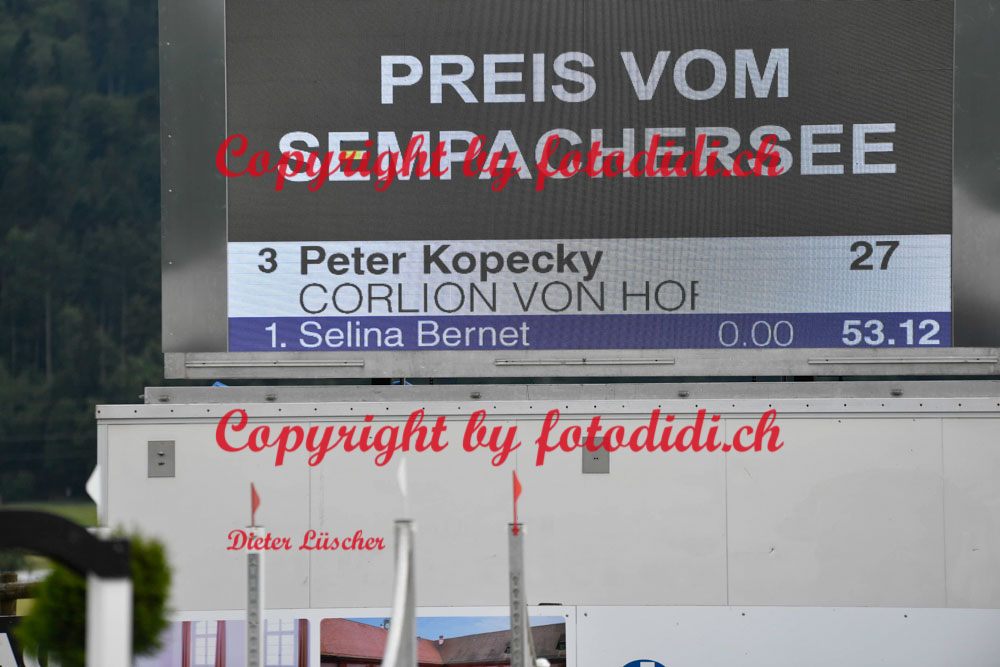 PREIS VOM
SEMPACHERSEE
Copyright by fotodidi.ch
3 Peter Kopecky 27
CORLION VON HOF
1. Selina Bernet 0.00 53.12
Copyright by fotodidi.ch
Dieter Lüscher